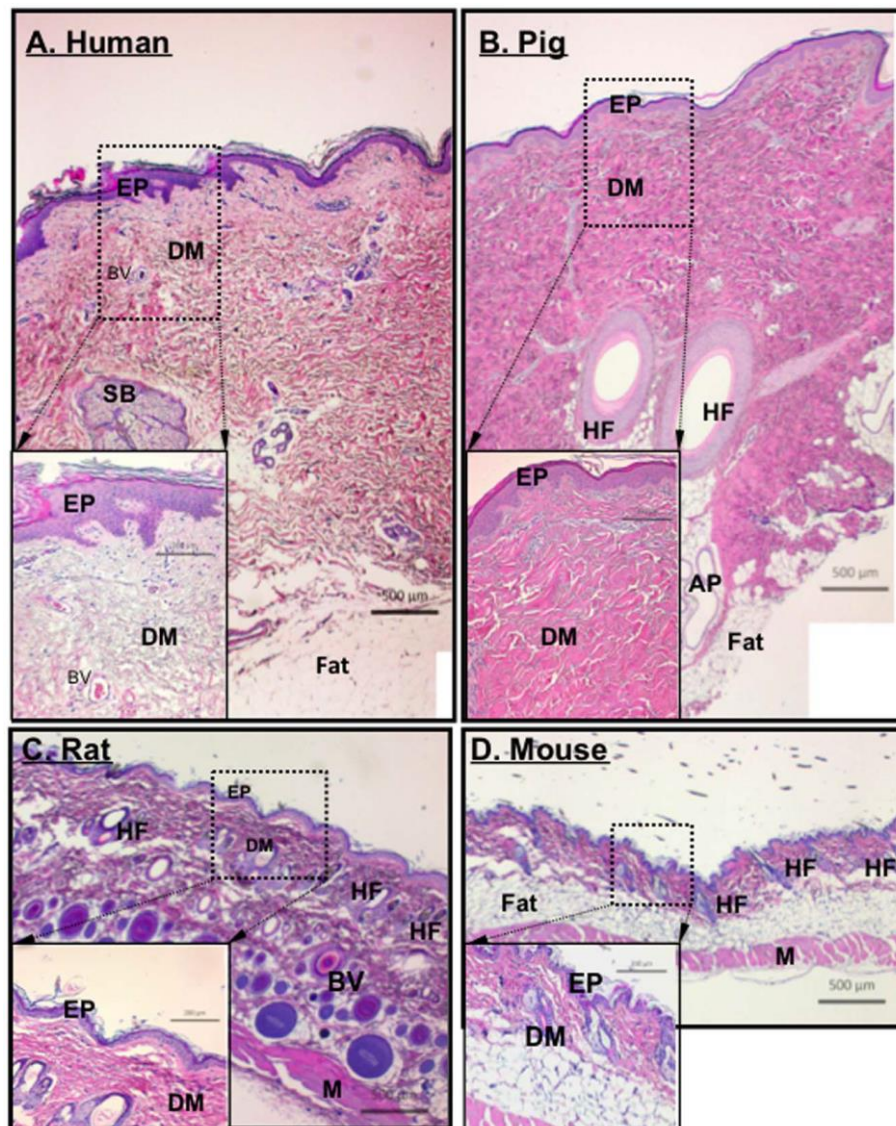 A. Human
EP
DM
BV
SB
EP
DM
BV
500 µm
Fat
B. Pig
EP
DM
HF
HF
EP
DM
AP
500 µm
Fat
C. Rat
EP
HF
DM
HF
HF
BV
EP
DM
M
500 µm
D. Mouse
HF
HF
HF
Fat
M
EP
DM
500 µm